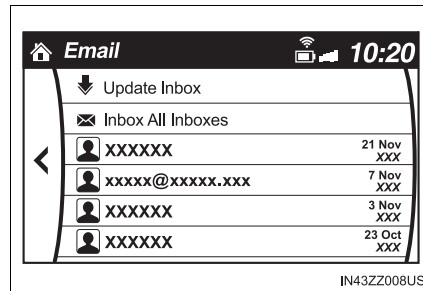 Email 10:20
Update Inbox
Inbox All Inboxes
XXXXXX 21 Nov
XXX
xxxxx@xxxxx.xxx 7 Nov
XXX
XXXXXX 3 Nov
XXX
XXXXXX 23 Oct
XXX
IN43ZZ008US